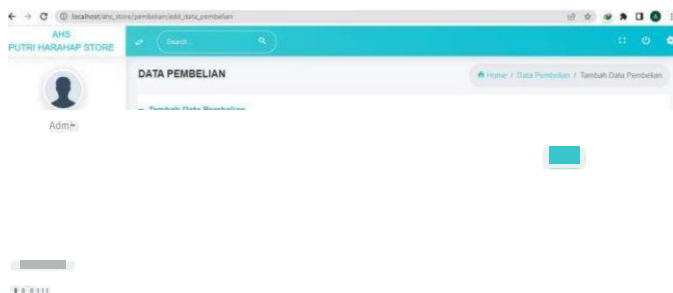 localhost/ahs_store/pembelian/add_data_pembelian
AHS
PUTRI HARAHAP STORE
Search...
DATA PEMBELIAN
Home / Data Pembelian / Tambah Data Pembelian
Tambah Data Pembelian
Admi